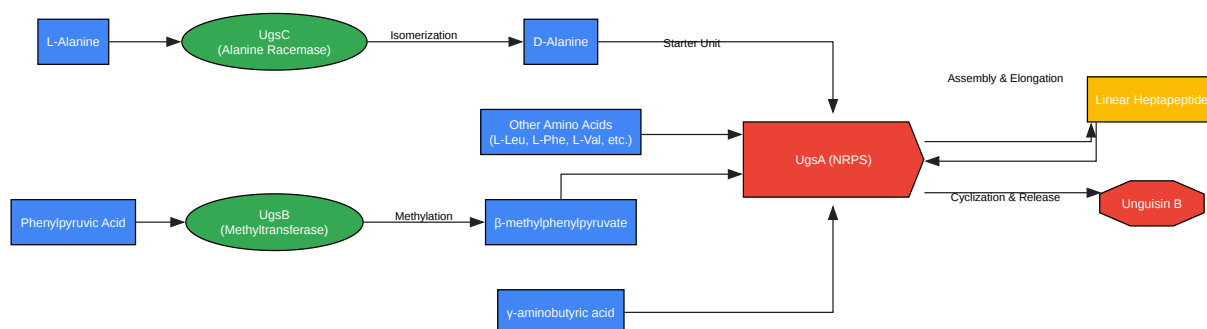 L-Alanine
UgsC
(Alanine Racemase)
Isomerization
D-Alanine
Starter Unit
Assembly & Elongation
Linear Heptapeptide
Other Amino Acids
(L-Leu, L-Phe, L-Val, etc.)
UgsA (NRPS)
Phenylpyruvic Acid
UgsB
(Methyltransferase)
Methylation
β-methylphenylpyruvate
Cyclization & Release
Unguisin B
γ-aminobutyric acid